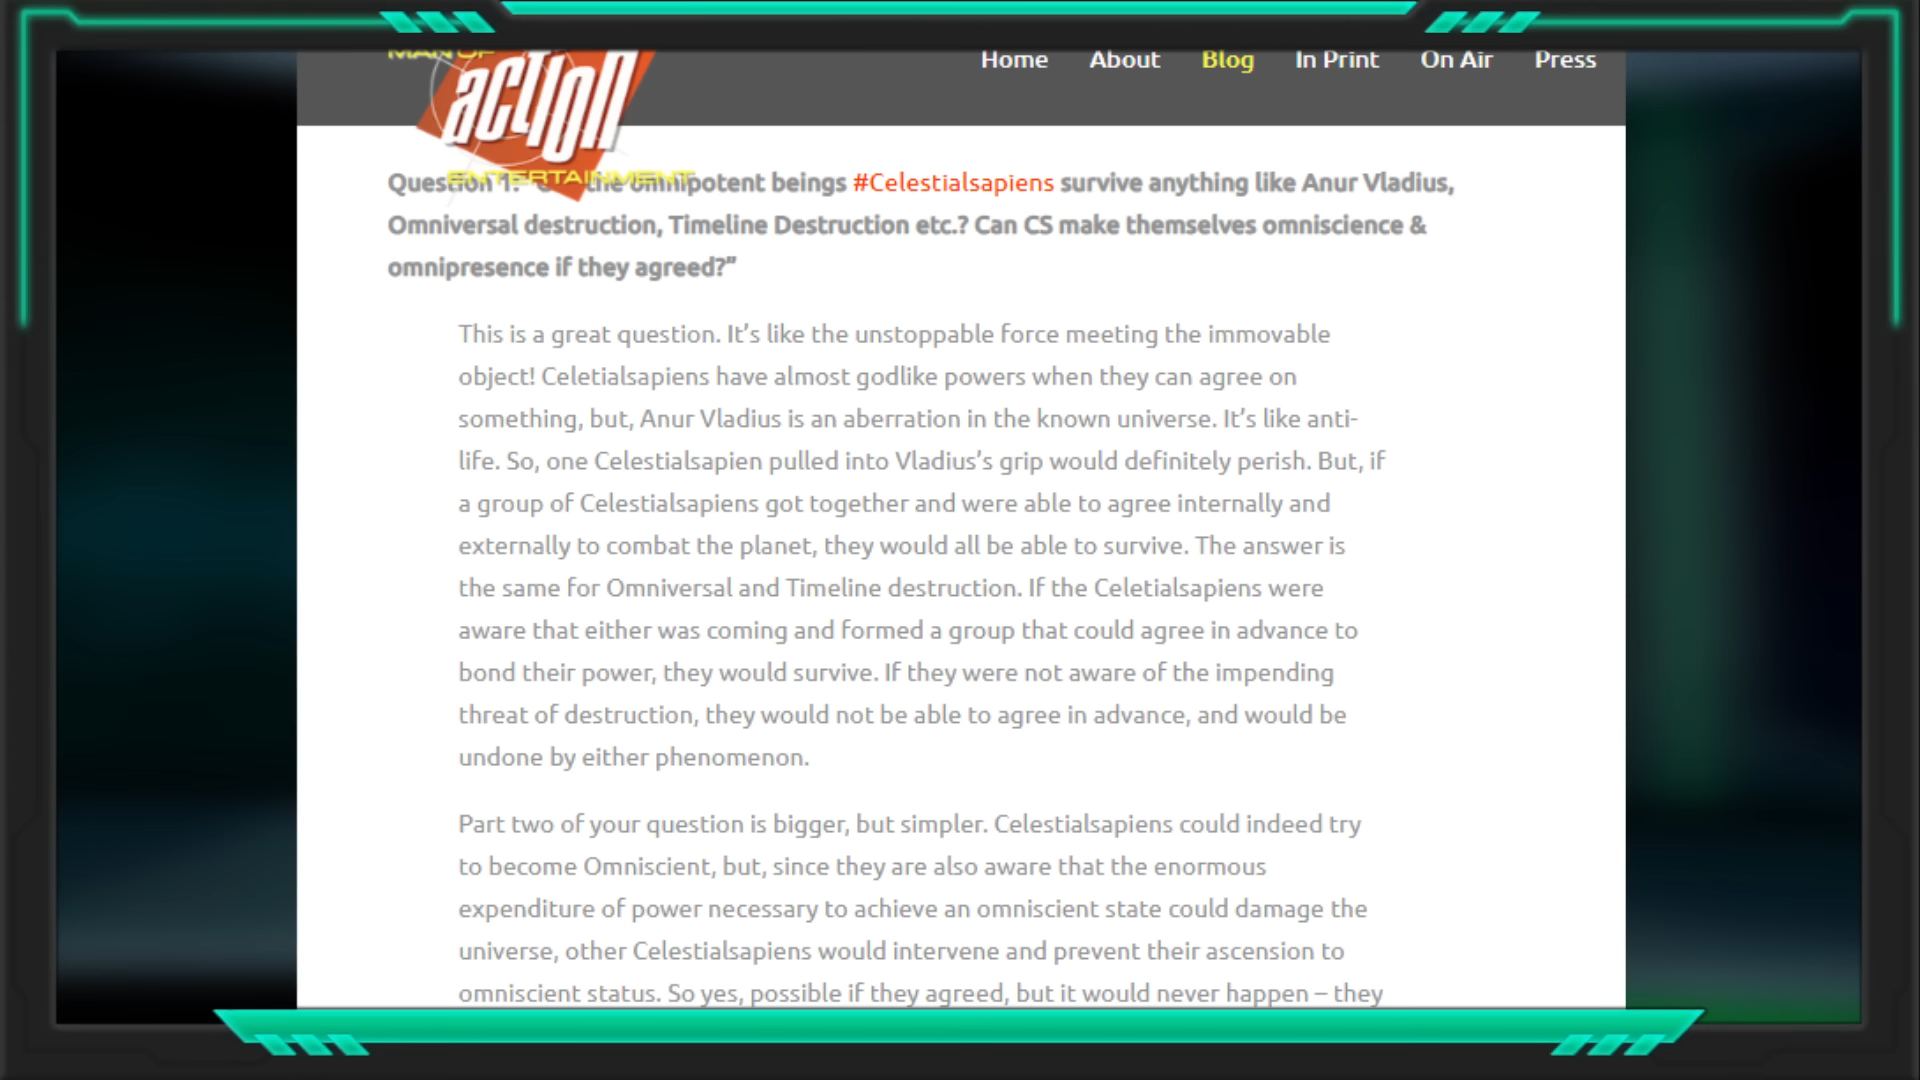 MAN OF
action
ENTERTAINMENT
Home About Blog In Print On Air Press
Question 1: the omnipotent beings #Celestialsapiens survive anything like Anur Vladius,
Omniversal destruction, Timeline Destruction etc.? Can CS make themselves omniscience &
omnipresence if they agreed?”
This is a great question. It’s like the unstoppable force meeting the immovable
object! Celetialsapiens have almost godlike powers when they can agree on
something, but, Anur Vladius is an aberration in the known universe. It’s like anti-
life. So, one Celestialsapien pulled into Vladius’s grip would definitely perish. But, if
a group of Celestialsapiens got together and were able to agree internally and
externally to combat the planet, they would all be able to survive. The answer is
the same for Omniversal and Timeline destruction. If the Celetialsapiens were
aware that either was coming and formed a group that could agree in advance to
bond their power, they would survive. If they were not aware of the impending
threat of destruction, they would not be able to agree in advance, and would be
undone by either phenomenon.
Part two of your question is bigger, but simpler. Celestialsapiens could indeed try
to become Omniscient, but, since they are also aware that the enormous
expenditure of power necessary to achieve an omniscient state could damage the
universe, other Celestialsapiens would intervene and prevent their ascension to
omniscient status. So yes, possible if they agreed, but it would never happen – they